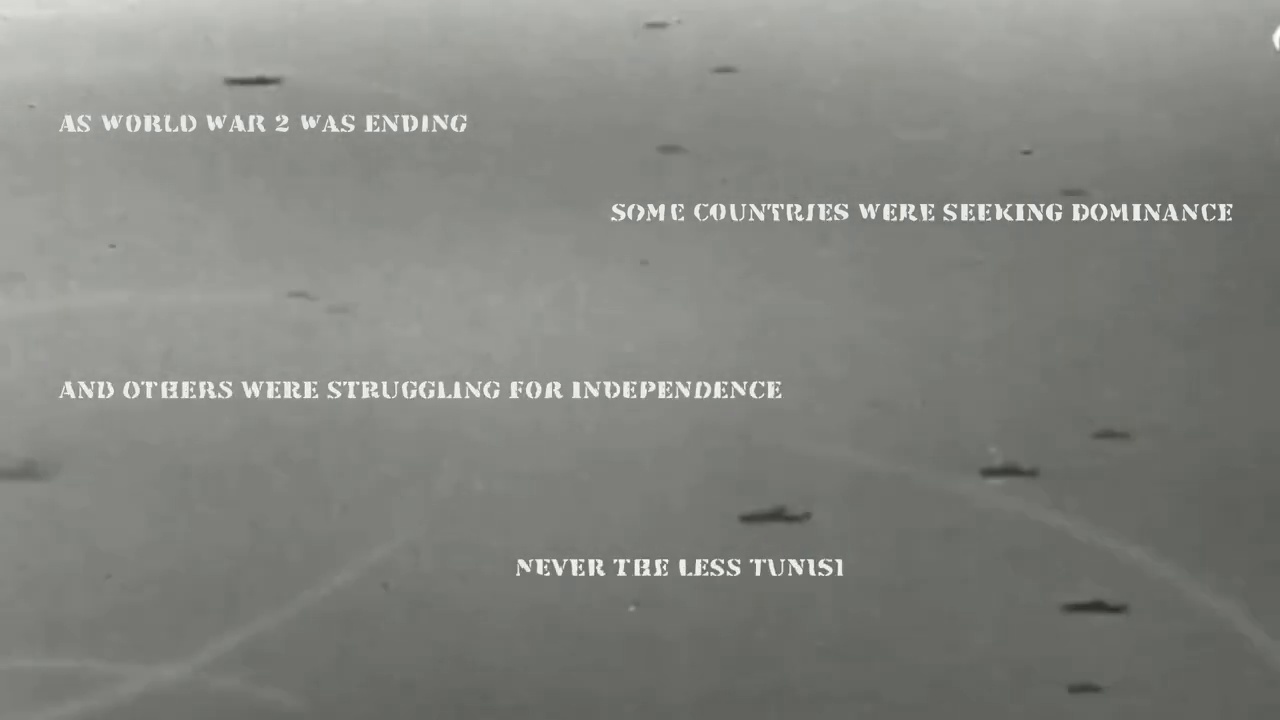 AS WORLD WAR 2 WAS ENDING
SOME COUNTRIES WERE SEEKING DOMINANCE
AND OTHERS WERE STRUGGLING FOR INDEPENDENCE
NEVER THE LESS TUNISI